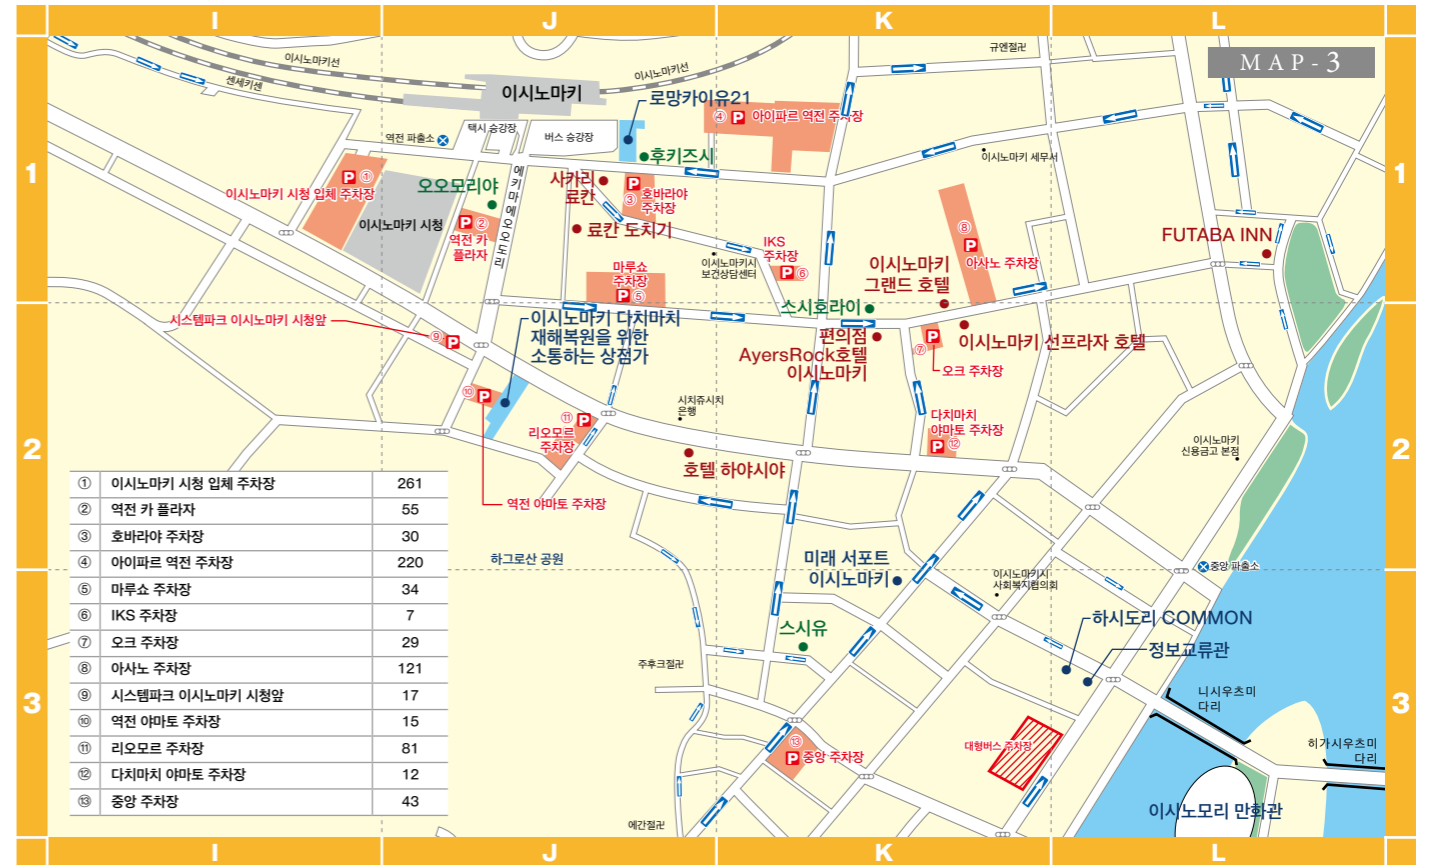 I J K L
MAP-3
1 1
2 2
3 3
이시노마키선
센세키센
이시노마키
이시노마키선
규엔절卍
로망카이유21
④ P 아이파르 역전 주차장
역전 파출소
택시 승강장
버스 승강장
후키즈시
이시노마키 세무서
P ①
이시노마키 시청 입체 주차장
이시노마키 시청
오오모리야
에키마에오오도리
사카리
료칸
P
③ 호바라야
주차장
P ②
역전 카
플라자
료칸 도치기
IKS
주차장
P ⑥
이시노마키시
보건상담센터
⑧
P
아사노 주차장
FUTABA INN
마루쇼
주차장
P ⑤
이시노마키
그랜드 호텔
스시호라이
시스템파크 이시노마키 시청앞
⑨ P
이시노마키 다치마치
재해복원을 위한
소통하는 상점가
편의점
AyersRock호텔
이시노마키
P
⑦
오크 주차장
이시노마키 선프라자 호텔
⑩ P
⑪ P
리오모르
주차장
시치쥬시치
은행
다치마치
야마토 주차장
P ⑫
이시노마키
신용금고 본점
호텔 하야시야
역전 야마토 주차장
하그로산 공원
미래 서포트
이시노마키
이시노마키시
사회복지협의회
중앙 파출소
스시유
하시도리 COMMON
정보교류관
주후크절卍
니시우츠미
다리
히가시우츠미
다리
⑬
P 중앙 주차장
대형버스 주차장
이시노모리 만화관
에간절卍
① 이시노마키 시청 입체 주차장 261
② 역전 카 플라자 55
③ 호바라야 주차장 30
④ 아이파르 역전 주차장 220
⑤ 마루쇼 주차장 34
⑥ IKS 주차장 7
⑦ 오크 주차장 29
⑧ 아사노 주차장 121
⑨ 시스템파크 이시노마키 시청앞 17
⑩ 역전 야마토 주차장 15
⑪ 리오모르 주차장 81
⑫ 다치마치 야마토 주차장 12
⑬ 중앙 주차장 43
I J K L